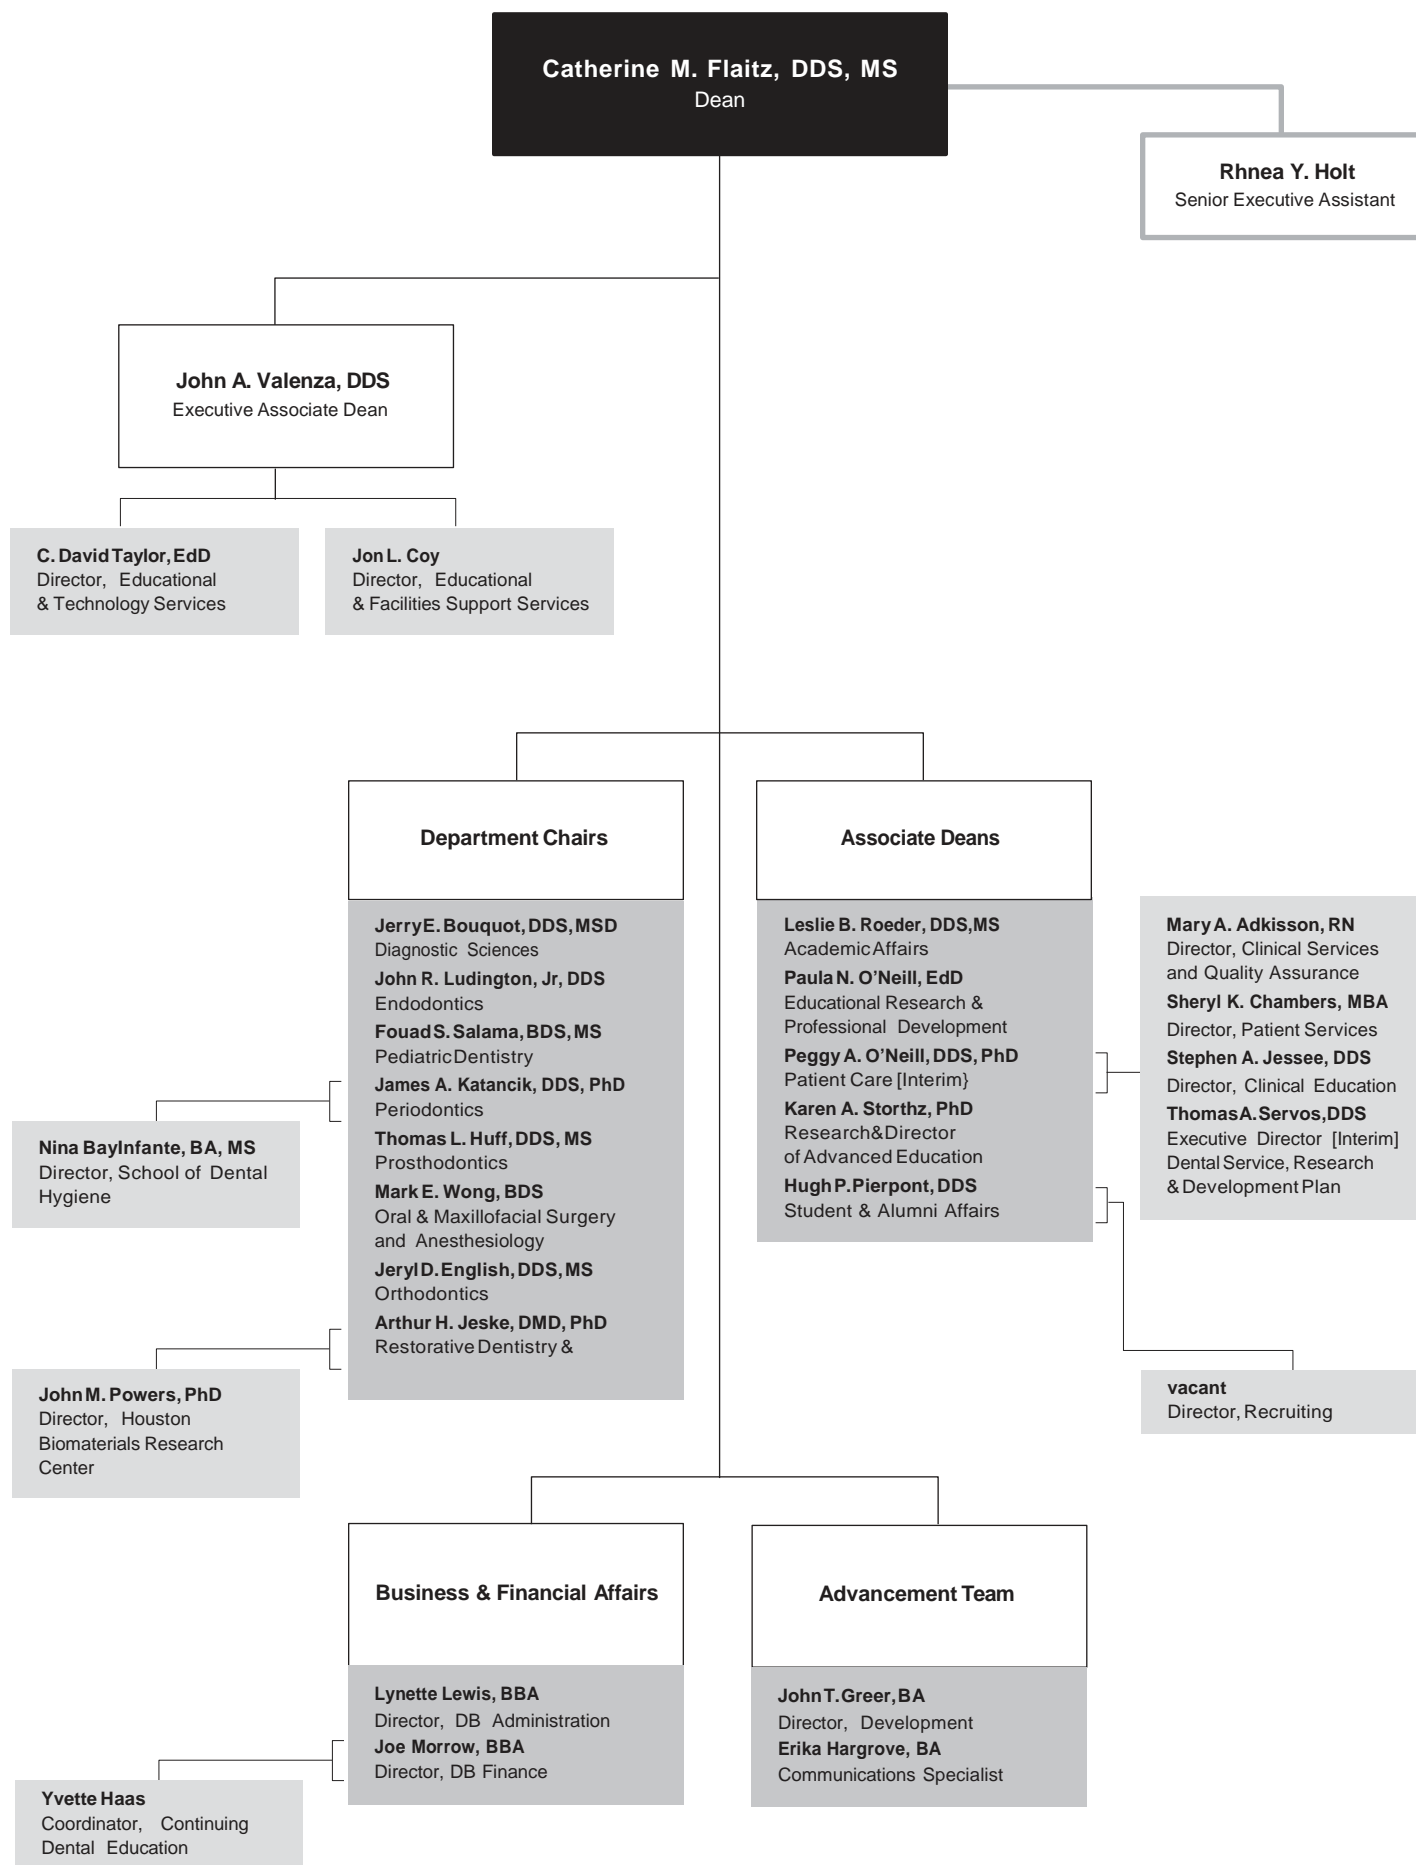 Catherine M. Flaitz, DDS, MS
Dean
Rhnea Y. Holt
Senior Executive Assistant
John A. Valenza, DDS
Executive Associate Dean
C. David Taylor, EdD
Director, Educational
& Technology Services
Jon L. Coy
Director, Educational
& Facilities Support Services
Department Chairs
Jerry E. Bouquot, DDS, MSD
Diagnostic Sciences
John R. Ludington, Jr, DDS
Endodontics
Fouad S. Salama, BDS, MS
Pediatric Dentistry
James A. Katancik, DDS, PhD
Periodontics
Thomas L. Huff, DDS, MS
Prosthodontics
Mark E. Wong, BDS
Oral & Maxillofacial Surgery
and Anesthesiology
Jeryl D. English, DDS, MS
Orthodontics
Arthur H. Jeske, DMD, PhD
Restorative Dentistry &
Nina BayInfante, BA, MS
Director, School of Dental
Hygiene
John M. Powers, PhD
Director, Houston
Biomaterials Research
Center
Associate Deans
Leslie B. Roeder, DDS,MS
Academic Affairs
Paula N. O’Neill, EdD
Educational Research &
Professional Development
Peggy A. O’Neill, DDS, PhD
Patient Care [Interim}
Karen A. Storthz, PhD
Research&Director
of Advanced Education
Hugh P. Pierpont, DDS
Student & Alumni Affairs
Mary A. Adkisson, RN
Director, Clinical Services
and Quality Assurance
Sheryl K. Chambers, MBA
Director, Patient Services
Stephen A. Jessee, DDS
Director, Clinical Education
Thomas A. Servos, DDS
Executive Director [Interim]
Dental Service, Research
& Development Plan
vacant
Director, Recruiting
Business & Financial Affairs
Lynette Lewis, BBA
Director, DB Administration
Joe Morrow, BBA
Director, DB Finance
Yvette Haas
Coordinator, Continuing
Dental Education
Advancement Team
John T. Greer, BA
Director, Development
Erika Hargrove, BA
Communications Specialist